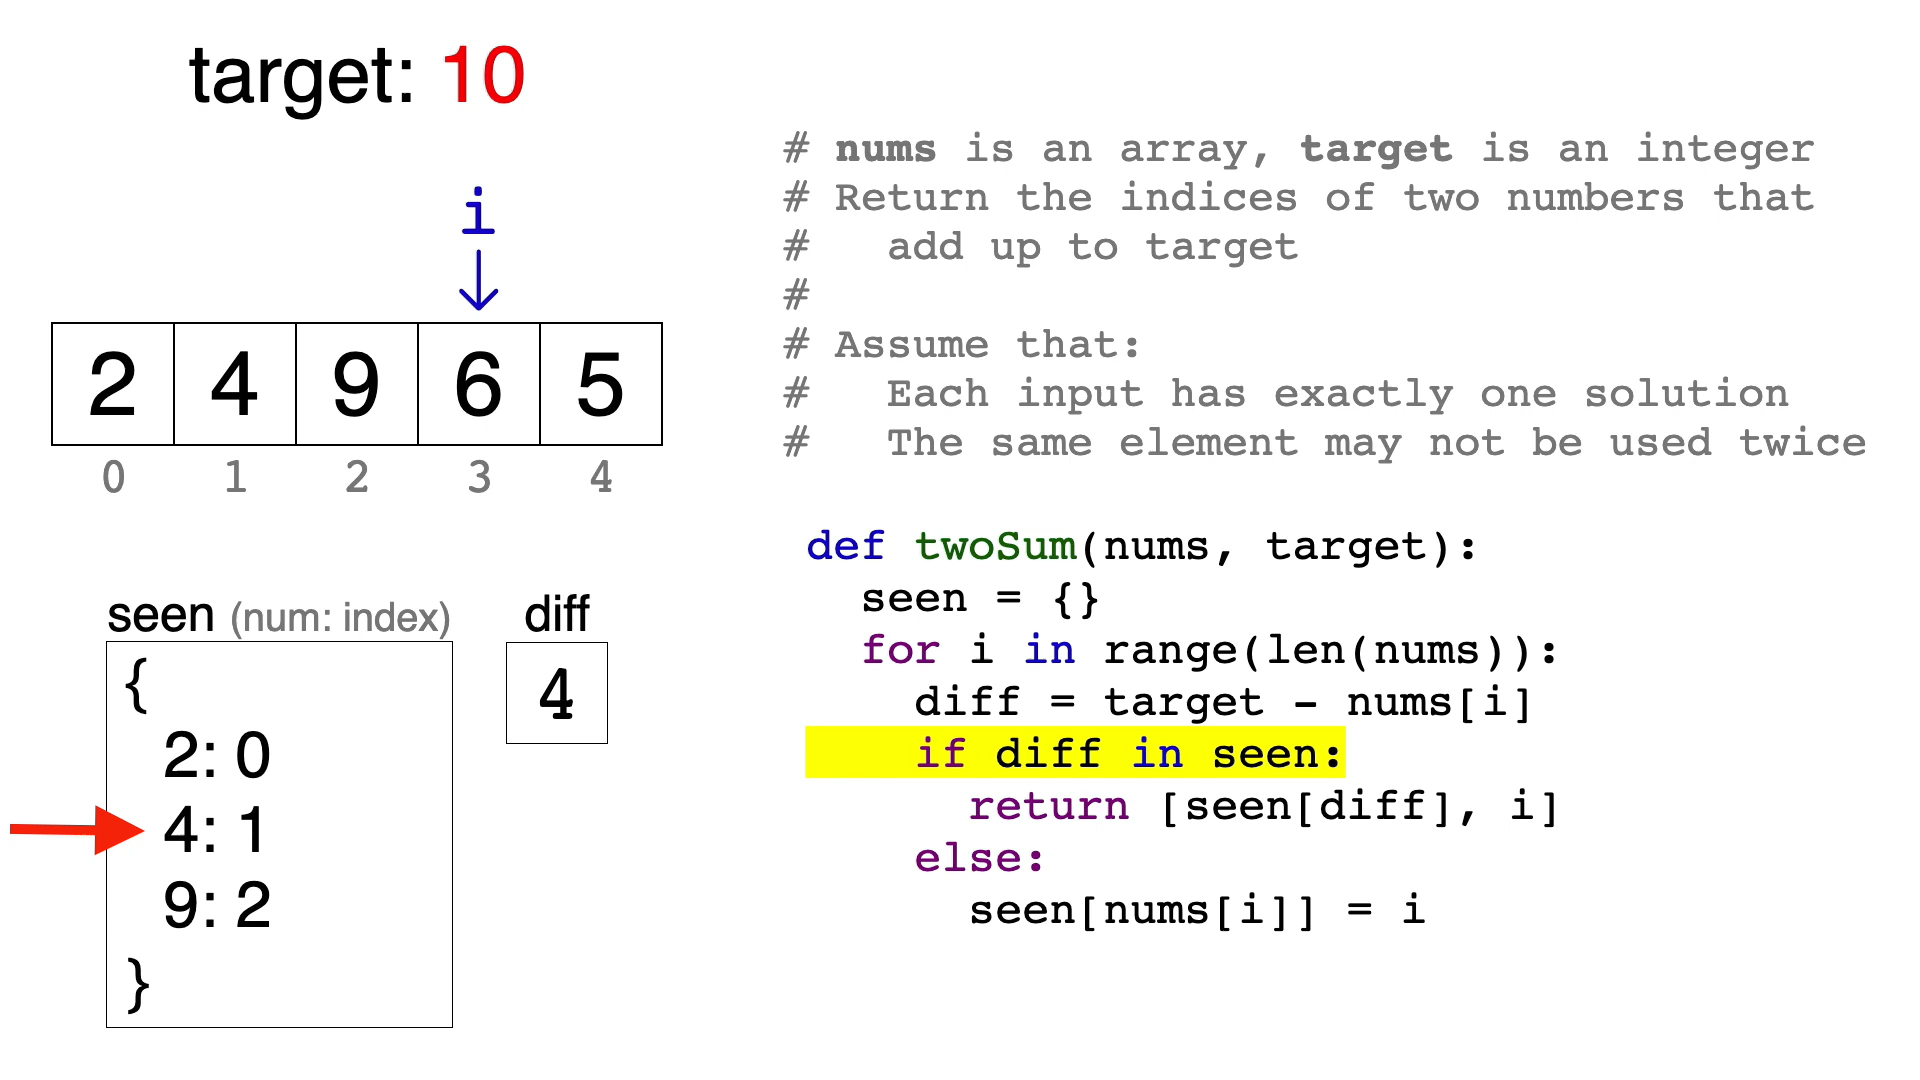 target: 10
i
2 4 9 6 5
0 1 2 3 4
seen (num: index)
{
2: 0
4: 1
9: 2
}
diff
4
# nums is an array, target is an integer
# Return the indices of two numbers that
#   add up to target
#
# Assume that:
#   Each input has exactly one solution
#   The same element may not be used twice
def twoSum(nums, target):
  seen = {}
  for i in range(len(nums)):
    diff = target - nums[i]
    if diff in seen:
      return [seen[diff], i]
    else:
      seen[nums[i]] = i